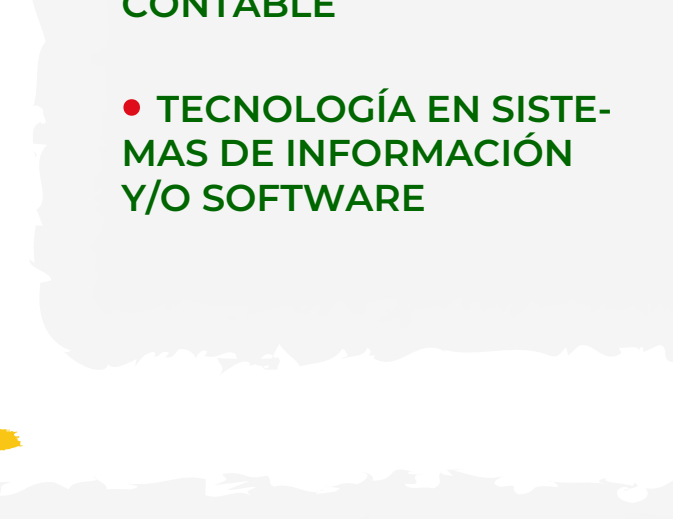 CONTABLE
• TECNOLOGÍA EN SISTE-
MAS DE INFORMACIÓN
Y/O SOFTWARE